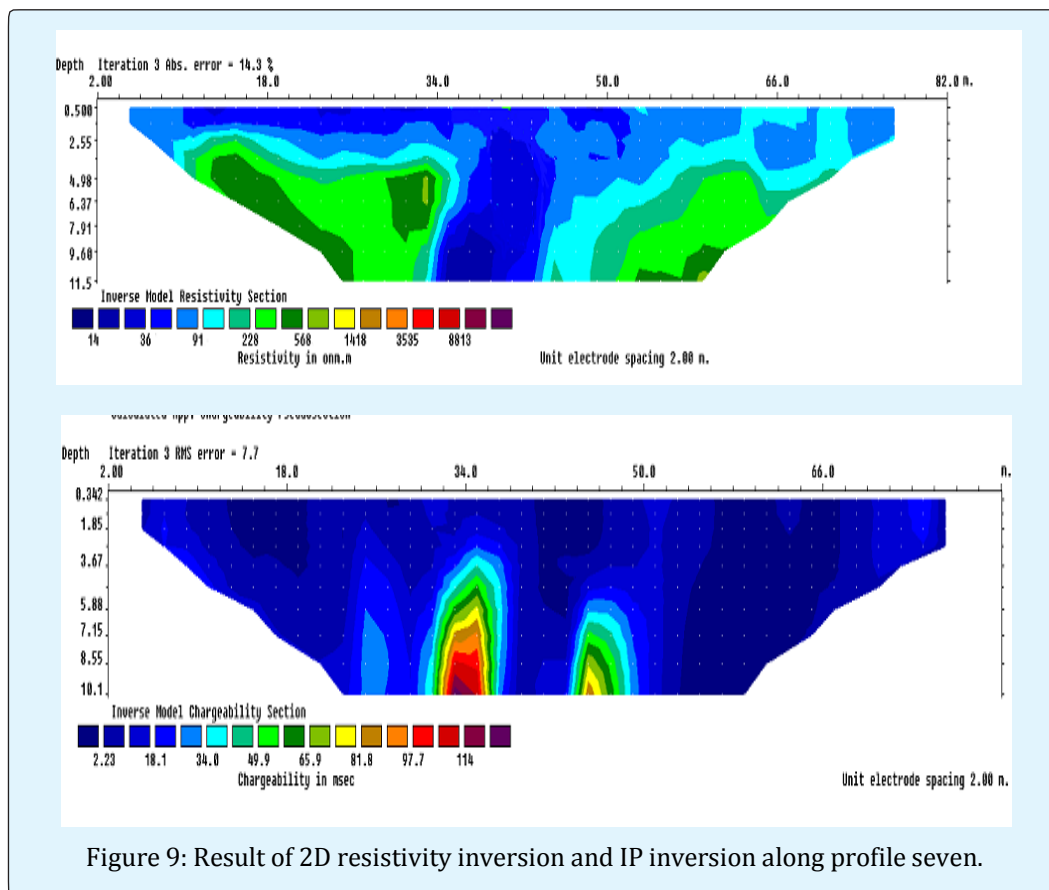 Depth Iteration 3 Abs. error = 14.3 %
2.00 18.0 34.0 50.0 66.0 82.0 m.
0.500
2.55
4.98
6.37
7.91
9.60
11.5
Inverse Model Resistivity Section
14 36 91 228 568 1418 3535 8813
Resistivity in onm.m Unit electrode spacing 2.00 m.
Calculated App. Chargeability Pseudosection
Depth Iteration 3 RMS error = 7.7
2.00 18.0 34.0 50.0 66.0 m.
0.342
1.85
3.67
5.88
7.15
8.55
10.1
Inverse Model Chargeability Section
2.23 18.1 34.0 49.9 65.9 81.8 97.7 114
Chargeability in msec Unit electrode spacing 2.00 m.
Figure 9: Result of 2D resistivity inversion and IP inversion along profile seven.